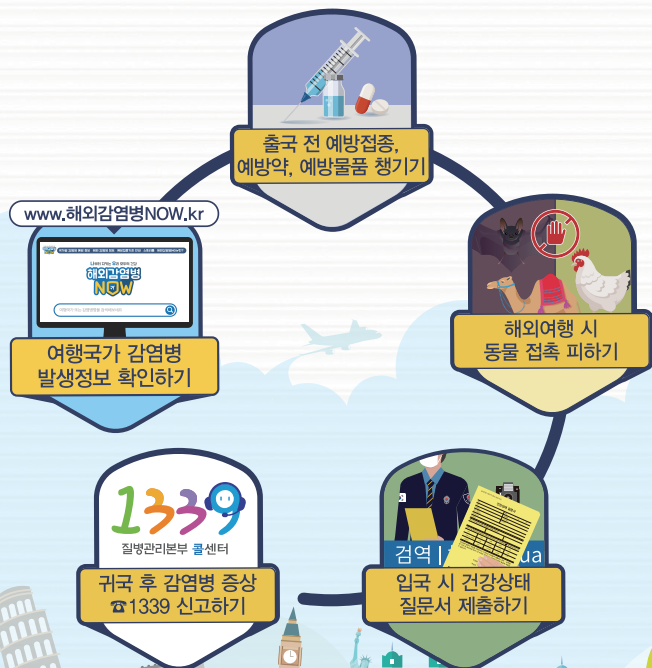 출국 전 예방접종,
예방약, 예방물품 챙기기
www.해외감염병NOW.kr
해외감염병
NOW
여행국가 감염병
발생정보 확인하기
해외여행 시
동물 접촉 피하기
검역
입국 시 건강상태
질문서 제출하기
1339
질병관리본부 콜센터
귀국 후 감염병 증상
☎1339 신고하기